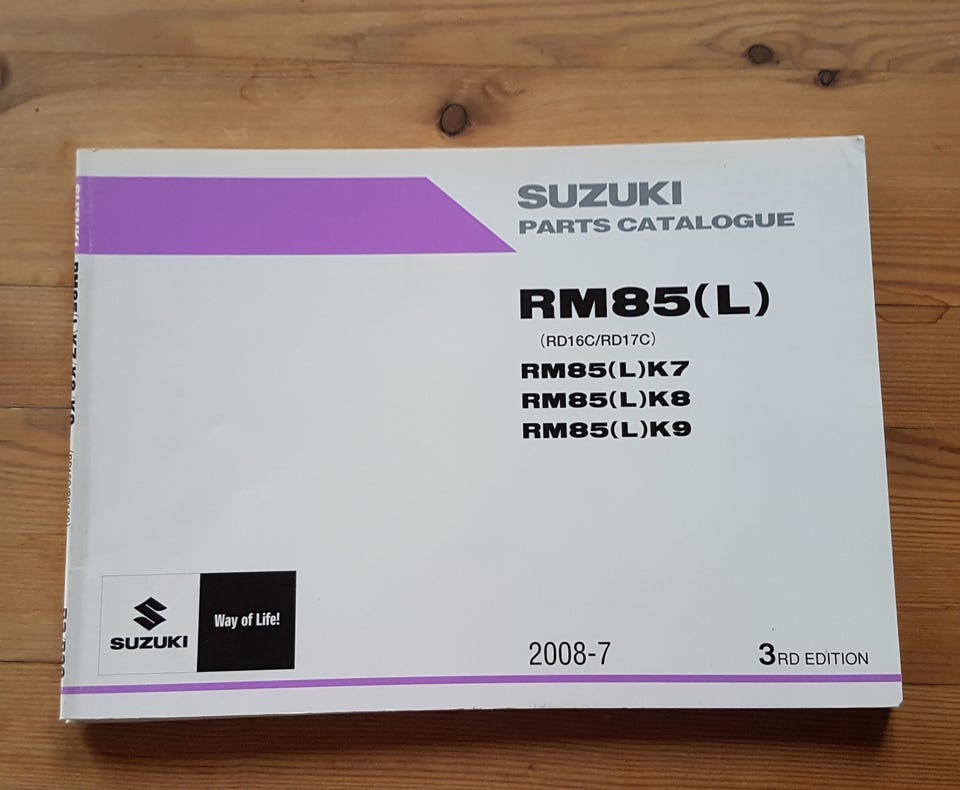 SUZUKI
PARTS CATALOGUE
RM85(L)
(RD16C/RD17C)
RM85(L)K7
RM85(L)K8
RM85(L)K9
SUZUKI
Way of Life!
2008-7
3RD EDITION